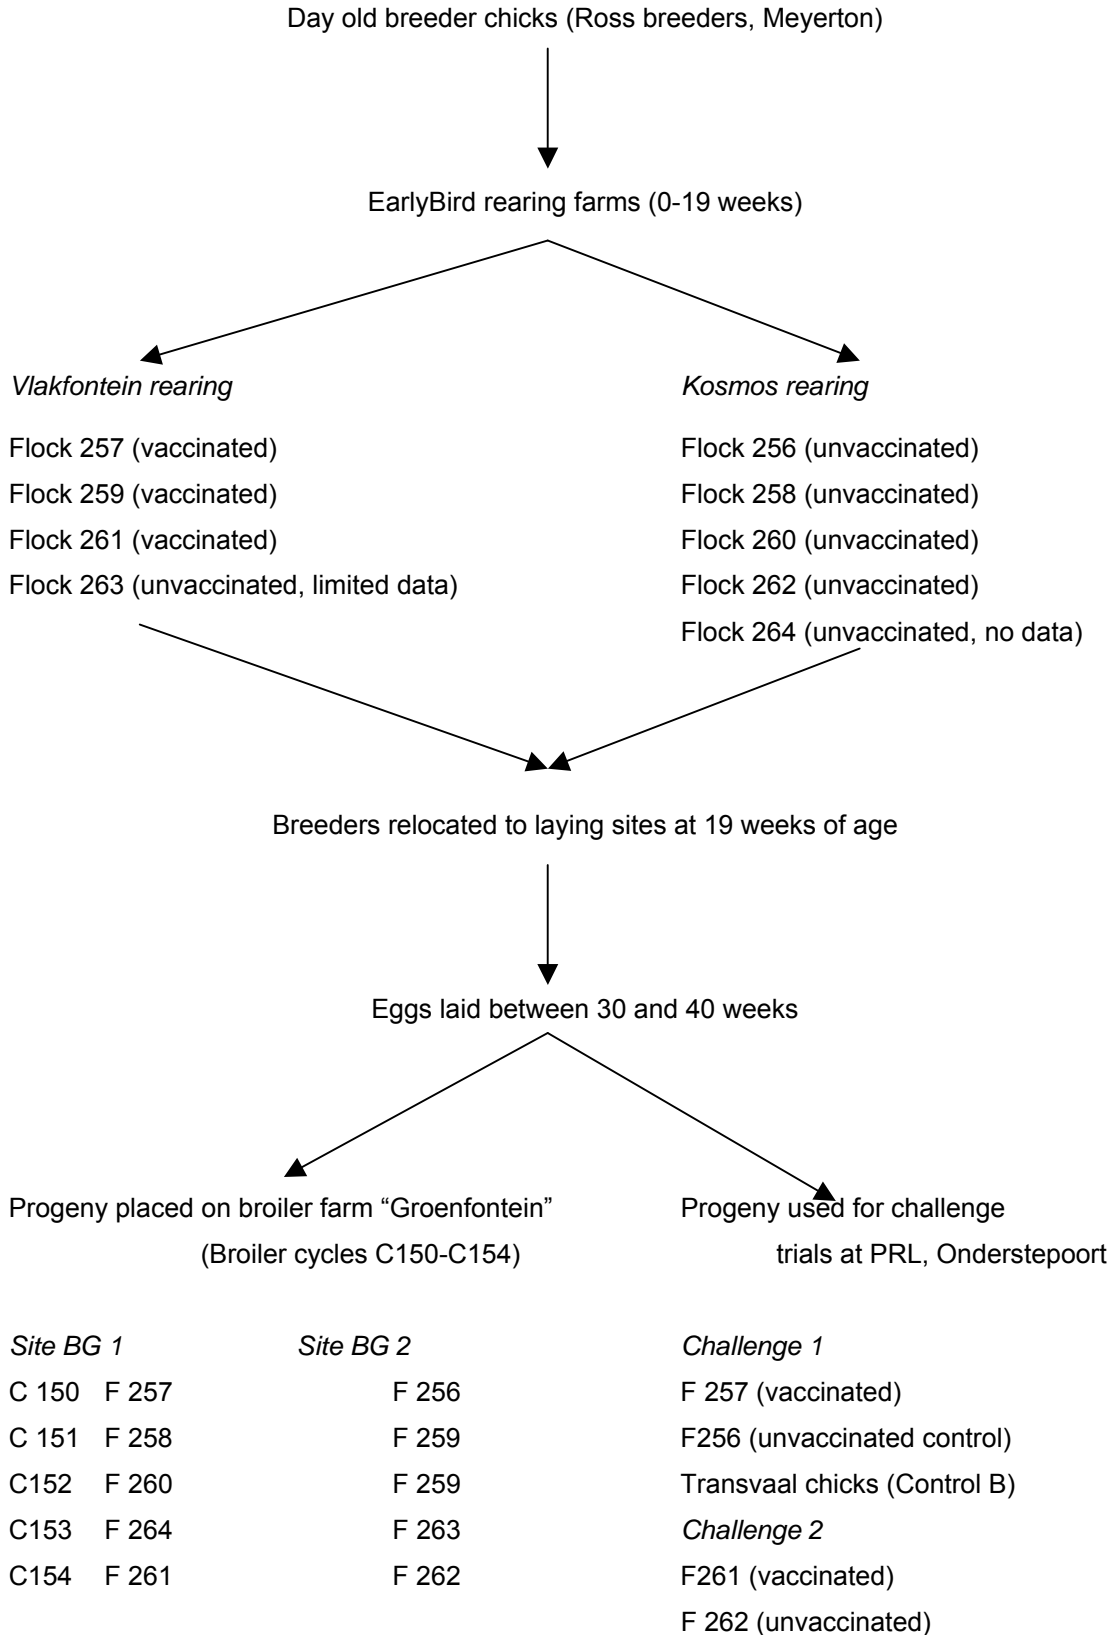 Day old breeder chicks (Ross breeders, Meyerton)
EarlyBird rearing farms (0-19 weeks)
Vlakfontein rearing
Flock 257 (vaccinated)
Flock 259 (vaccinated)
Flock 261 (vaccinated)
Flock 263 (unvaccinated, limited data)
Kosmos rearing
Flock 256 (unvaccinated)
Flock 258 (unvaccinated)
Flock 260 (unvaccinated)
Flock 262 (unvaccinated)
Flock 264 (unvaccinated, no data)
Breeders relocated to laying sites at 19 weeks of age
Eggs laid between 30 and 40 weeks
Progeny placed on broiler farm “Groenfontein”
(Broiler cycles C150-C154)
Progeny used for challenge
trials at PRL, Onderstepoort
Site BG 1 Site BG 2
C 150 F 257 F 256
C 151 F 258 F 259
C152 F 260 F 259
C153 F 264 F 263
C154 F 261 F 262
Challenge 1
F 257 (vaccinated)
F256 (unvaccinated control)
Transvaal chicks (Control B)
Challenge 2
F261 (vaccinated)
F 262 (unvaccinated)